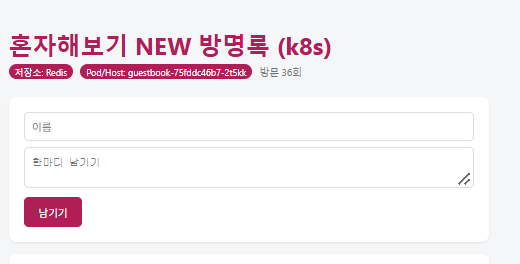 혼자해보기 NEW 방명록 (k8s)
저장소: Redis Pod/Host: guestbook-75fddc46b7-2t5kk 방문 36회
이름
한마디 남기기
남기기